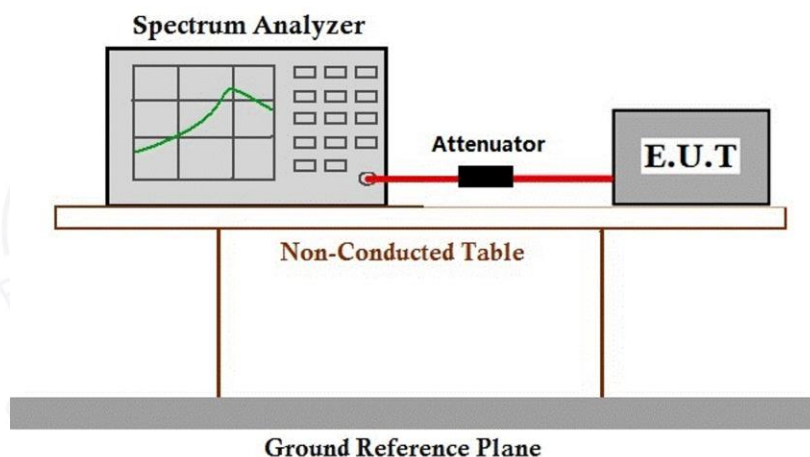 Spectrum Analyzer
Attenuator
E.U.T
Non-Conducted Table
Ground Reference Plane